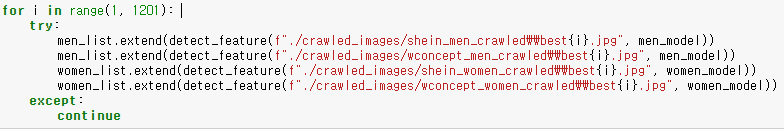 for i in range(1, 1201):
    try:
        men_list.extend(detect_feature(f"./crawled_images/shein_men_crawled₩₩best{i}.jpg", men_model))
        men_list.extend(detect_feature(f"./crawled_images/wconcept_men_crawled₩₩best{i}.jpg", men_model))
        women_list.extend(detect_feature(f"./crawled_images/shein_women_crawled₩₩best{i}.jpg", women_model))
        women_list.extend(detect_feature(f"./crawled_images/wconcept_women_crawled₩₩best{i}.jpg", women_model))
    except:
        continue